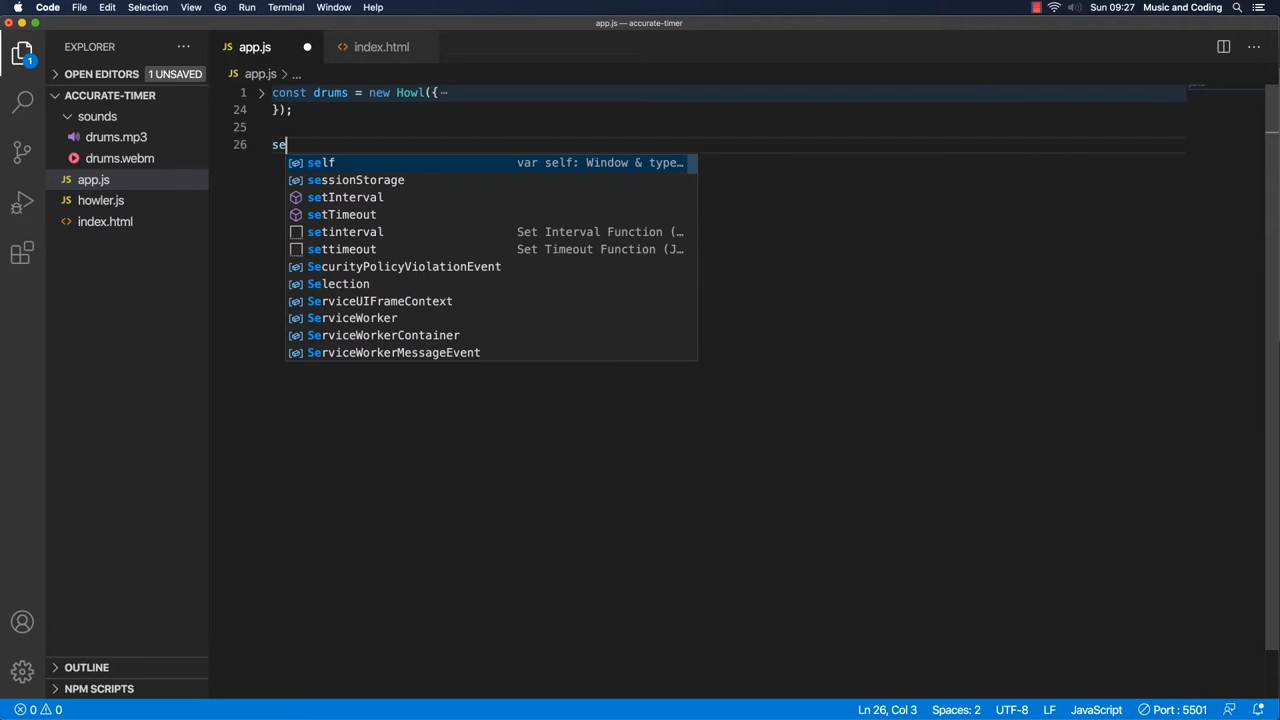 Code File Edit Selection View Go Run Terminal Window Help Sun 09:27 Music and Coding
app.js — accurate-timer
EXPLORER
JS app.js
<> index.html
1
OPEN EDITORS 1 UNSAVED
JS app.js > ...
ACCURATE-TIMER
1 const drums = new Howl({⋯
24 });
25
26 se
sounds
drums.mp3
drums.webm
JS app.js
JS howler.js
<> index.html
self var self: Window & type…
sessionStorage
setInterval
setTimeout
setinterval Set Interval Function (…
settimeout Set Timeout Function (J…
SecurityPolicyViolationEvent
Selection
ServiceUIFrameContext
ServiceWorker
ServiceWorkerContainer
ServiceWorkerMessageEvent
OUTLINE
NPM SCRIPTS
0 0 Ln 26, Col 3 Spaces: 2 UTF-8 LF JavaScript Port : 5501